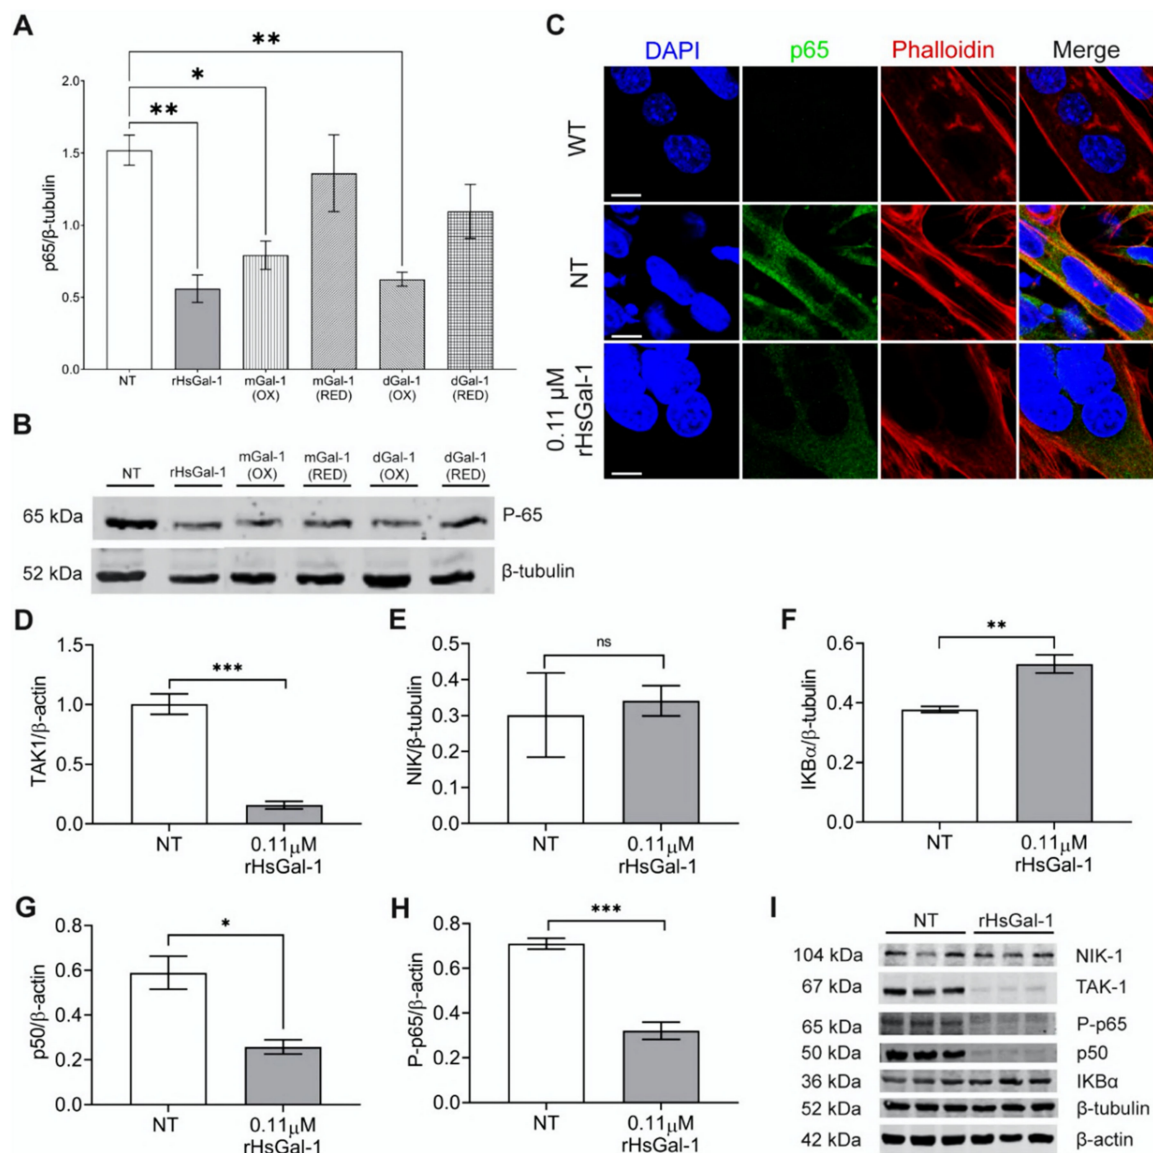 A
**
*
**
2.0
1.5
1.0
0.5
0.0
p65/β-tubulin
NT
rHsGal-1
mGal-1
(OX)
mGal-1
(RED)
dGal-1
(OX)
dGal-1
(RED)
B
NT
rHsGal-1
mGal-1
(OX)
mGal-1
(RED)
dGal-1
(OX)
dGal-1
(RED)
65 kDa
P-65
52 kDa
β-tubulin
C
DAPI
p65
Phalloidin
Merge
WT
NT
0.11 µM
rHsGal-1
D
1.5
1.0
0.5
0.0
TAK1/β-actin
***
NT
0.11µM
rHsGal-1
E
0.5
0.4
0.3
0.2
0.1
0.0
NIK/β-tubulin
ns
NT
0.11µM
rHsGal-1
F
0.6
0.4
0.2
0.0
IKBα/β-tubulin
**
NT
0.11µM
rHsGal-1
G
0.8
0.6
0.4
0.2
0.0
p50/β-actin
*
NT
0.11µM
rHsGal-1
H
0.8
0.6
0.4
0.2
0.0
P-p65/β-actin
***
NT
0.11µM
rHsGal-1
I
NT
rHsGal-1
104 kDa
NIK-1
67 kDa
TAK-1
65 kDa
P-p65
50 kDa
p50
36 kDa
IKBα
52 kDa
β-tubulin
42 kDa
β-actin